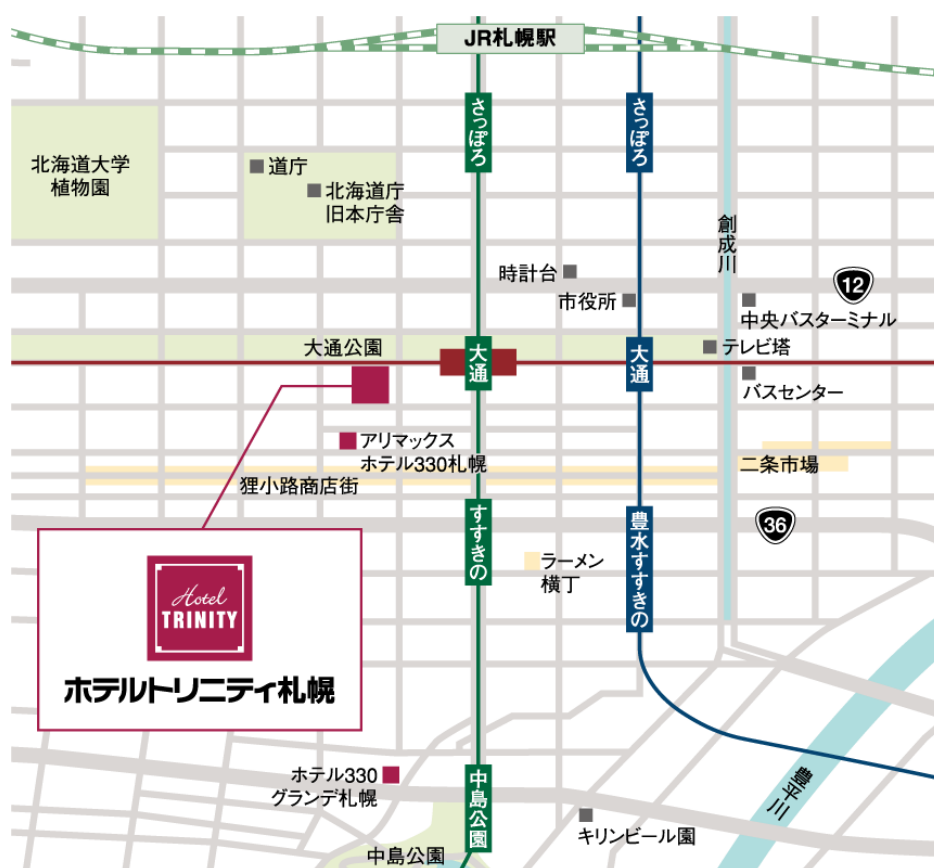 JR札幌駅
さっぽろ
さっぽろ
北海道大学
植物園
道庁
北海道庁
旧本庁舎
創成川
時計台
市役所
12
中央バスターミナル
大通公園
大通
大通
テレビ塔
バスセンター
アリマックス
ホテル330札幌
二条市場
狸小路商店街
すすきの
豊水すすきの
36
ラーメン
横丁
Hotel
TRINITY
ホテルトリニティ札幌
ホテル330
グランデ札幌
中島公園
豊平川
キリンビール園
中島公園